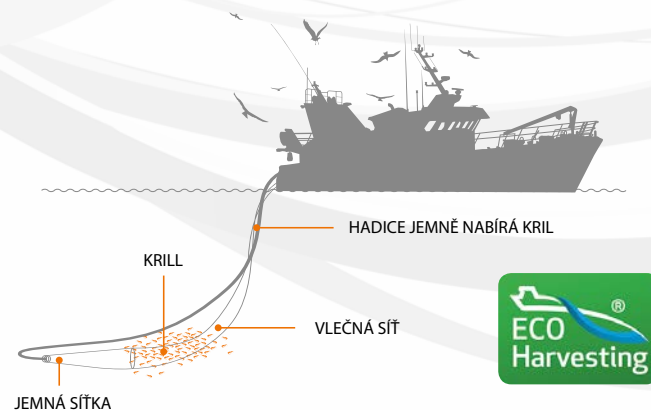 HADICE JEMNĚ NABÍRÁ KRIL
KRILL
VLEČNÁ SÍŤ
JEMNÁ SÍŤKA
ECO ®
Harvesting